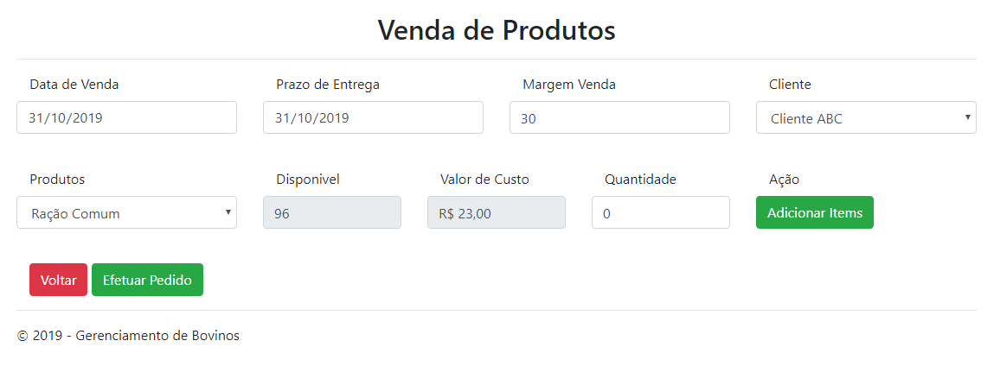 Venda de Produtos
Data de Venda Prazo de Entrega Margem Venda Cliente
31/10/2019 31/10/2019 30 Cliente ABC
Produtos Disponivel Valor de Custo Quantidade Ação
Ração Comum 96 R$ 23,00 0 Adicionar Items
Voltar Efetuar Pedido
© 2019 - Gerenciamento de Bovinos